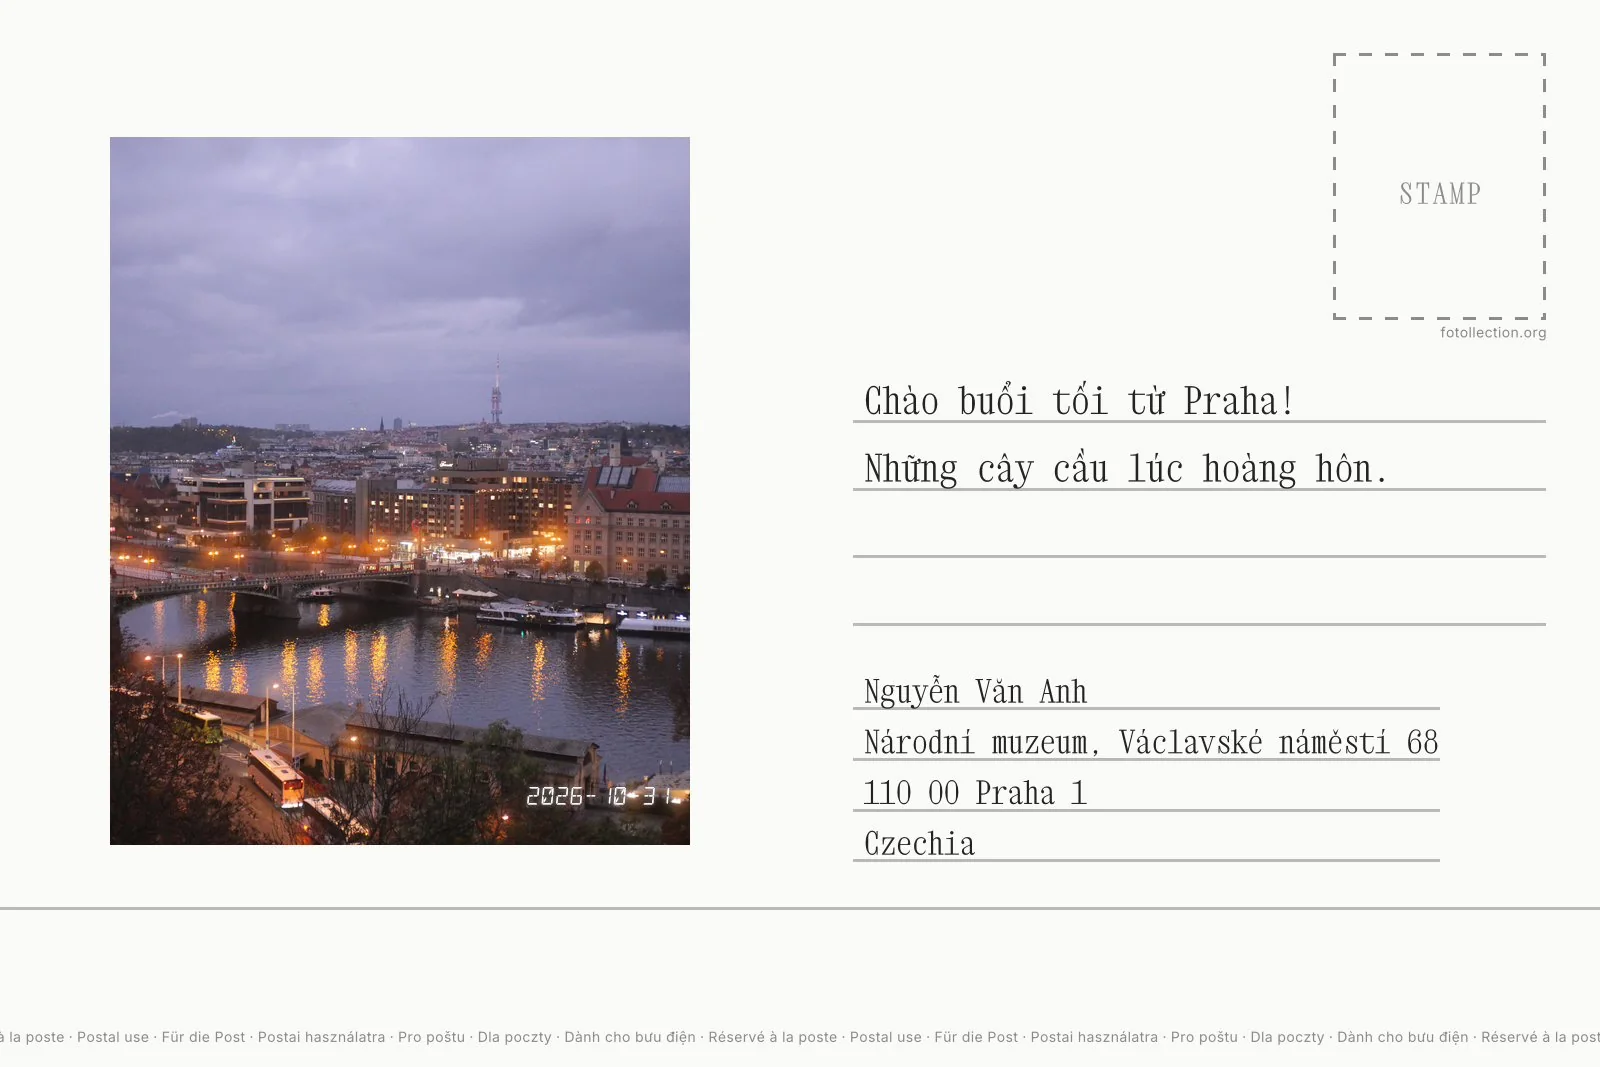 STAMP
fotollection.org
Chào buổi tối từ Praha!
Những cây cầu lúc hoàng hôn.
Nguyễn Văn Anh
Národní muzeum, Václavské náměstí 68
110 00 Praha 1
Czechia
2026-10-31
à la poste · Postal use · Für die Post · Postai használatra · Pro poštu · Dla poczty · Dành cho bưu điện · Réservé à la poste · Postal use · Für die Post · Postai használatra · Pro poštu · Dla poczty · Dành cho bưu điện · Réservé à la post